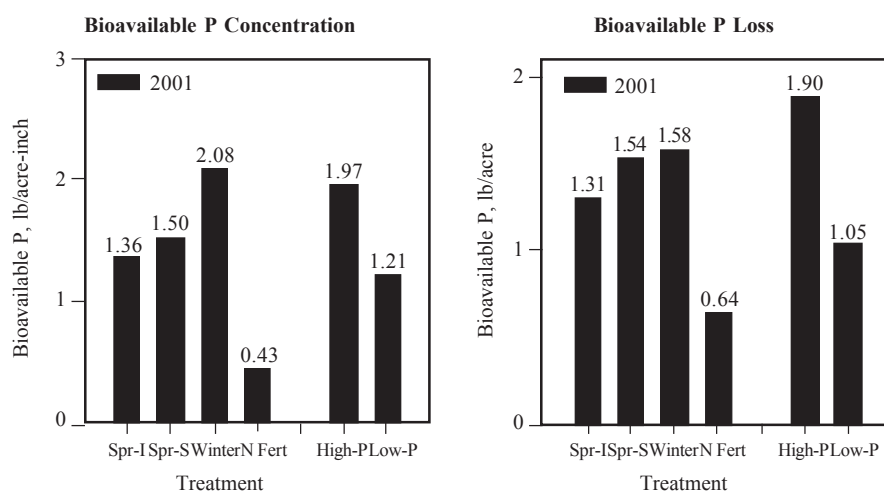 Bioavailable P Concentration
Bioavailable P, lb/acre-inch
3
2
1
0
2001
1.36
1.50
2.08
0.43
1.97
1.21
Spr-I Spr-S Winter N Fert High-P Low-P
Treatment
Bioavailable P Loss
Bioavailable P, lb/acre
2
1
0
2001
1.31
1.54
1.58
0.64
1.90
1.05
Spr-I Spr-S Winter N Fert High-P Low-P
Treatment